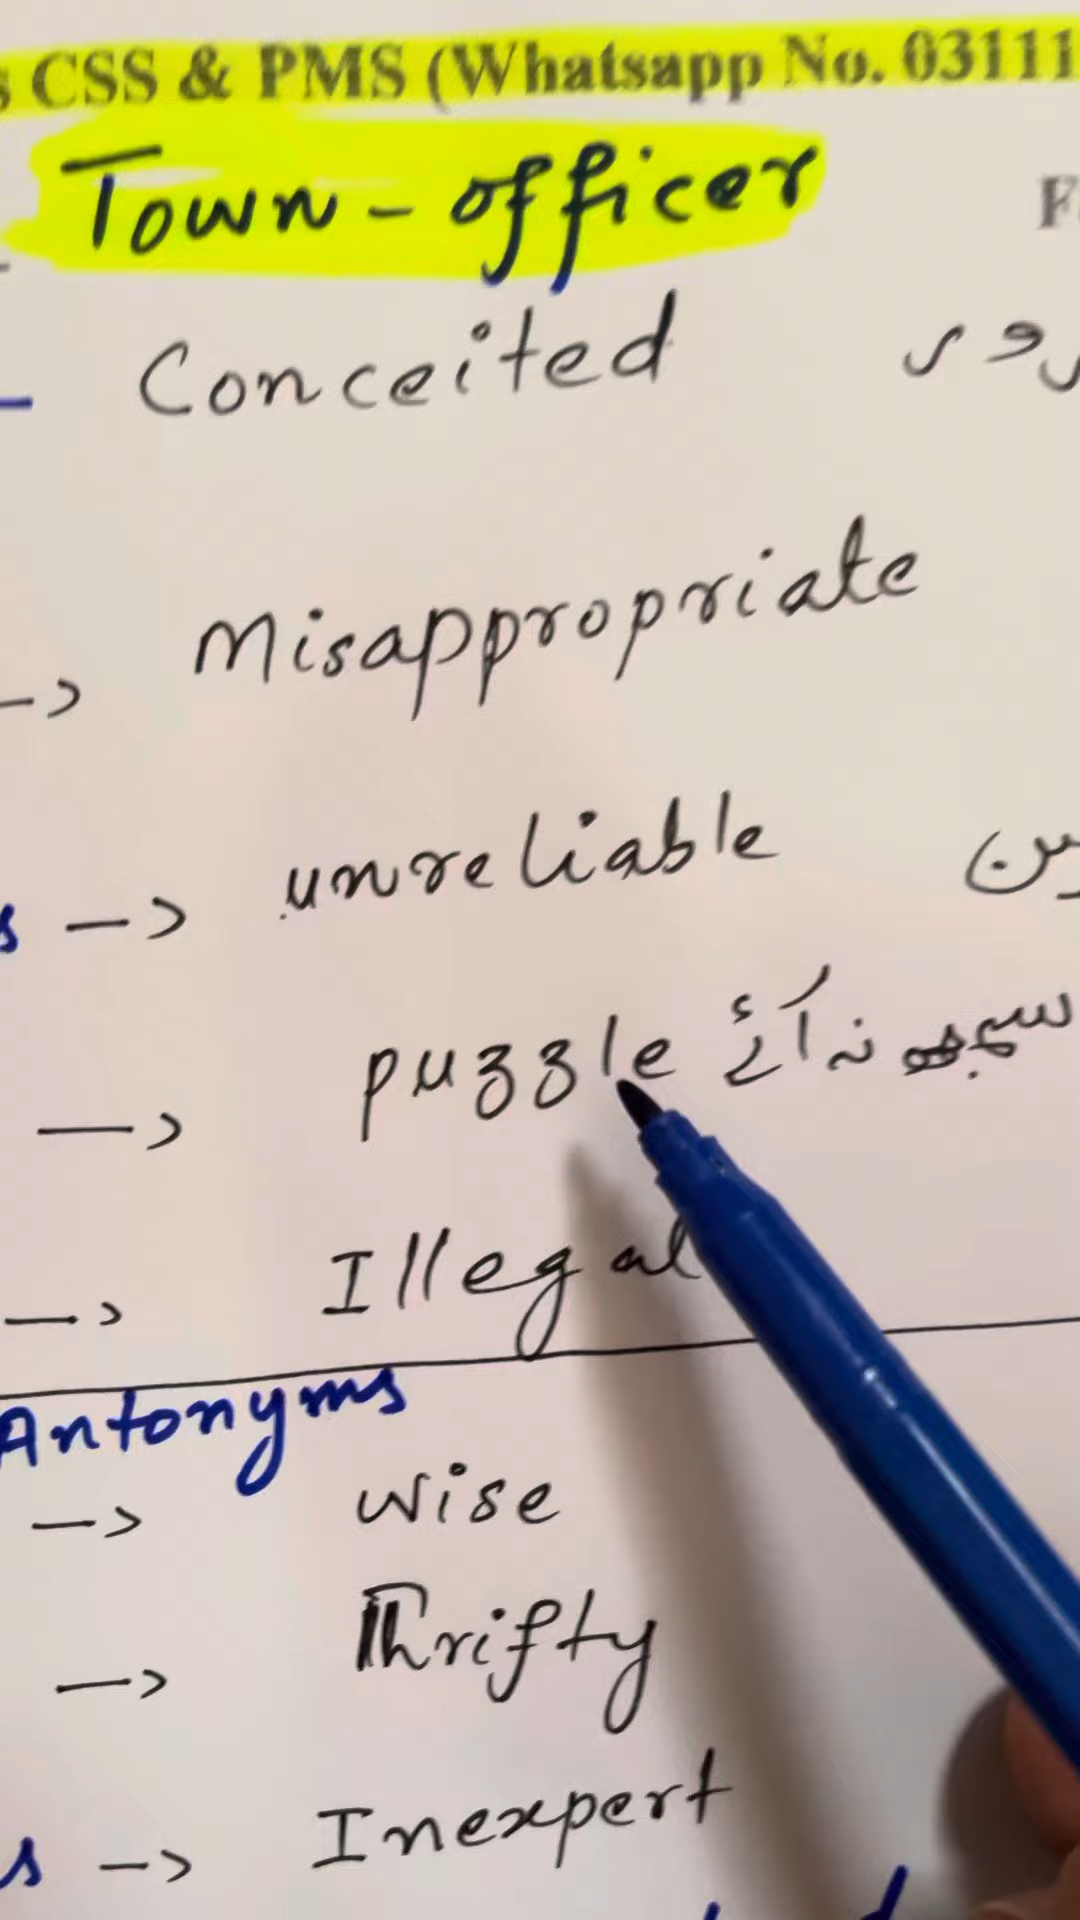 CSS & PMS (Whatsapp No. 03111
Town-officer
Conceited
-> Misappropriate
s -> unreliable
-> puzzle سمجھ نہ آئے
-> Illegal
Antonyms
-> wise
-> Thrifty
s -> Inexpert